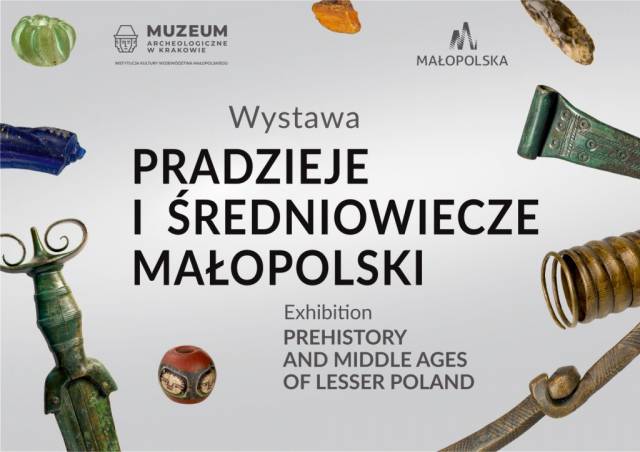 MUZEUM
ARCHEOLOGICZNE
W KRAKOWIE
INSTYTUCJA KULTURY WOJEWÓDZTWA MAŁOPOLSKIEGO
MAŁOPOLSKA
Wystawa
PRADZIEJE
I ŚREDNIOWIECZE
MAŁOPOLSKI
Exhibition
PREHISTORY
AND MIDDLE AGES
OF LESSER POLAND